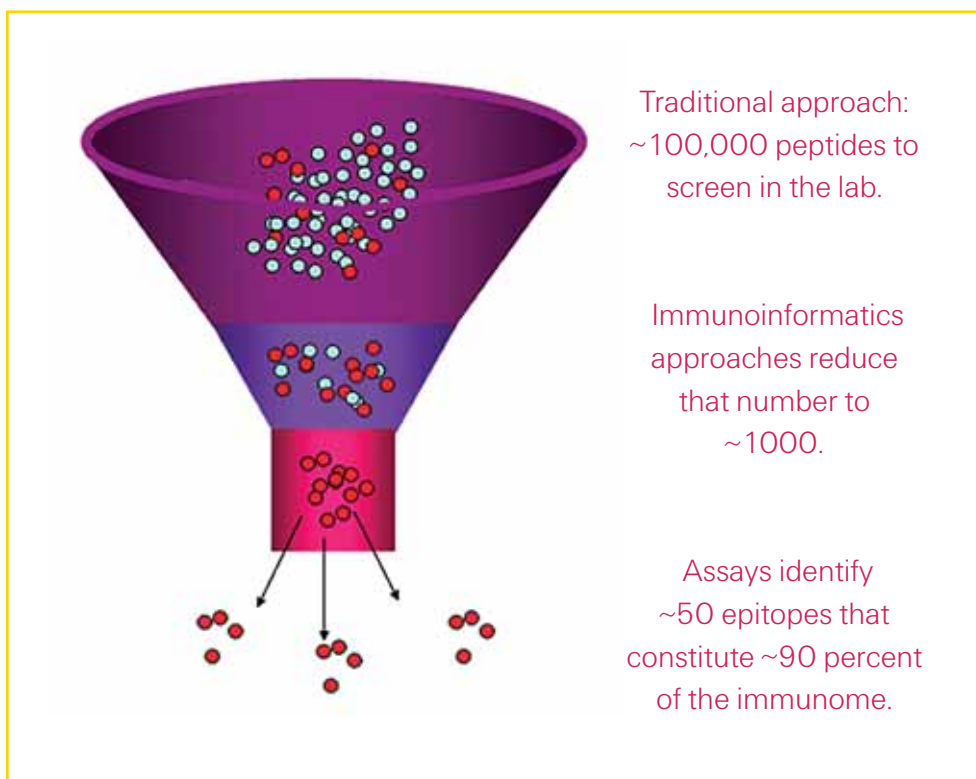 Traditional approach:
~100,000 peptides to
screen in the lab.
Immunoinformatics
approaches reduce
that number to
~1000.
Assays identify
~50 epitopes that
constitute ~90 percent
of the immunome.